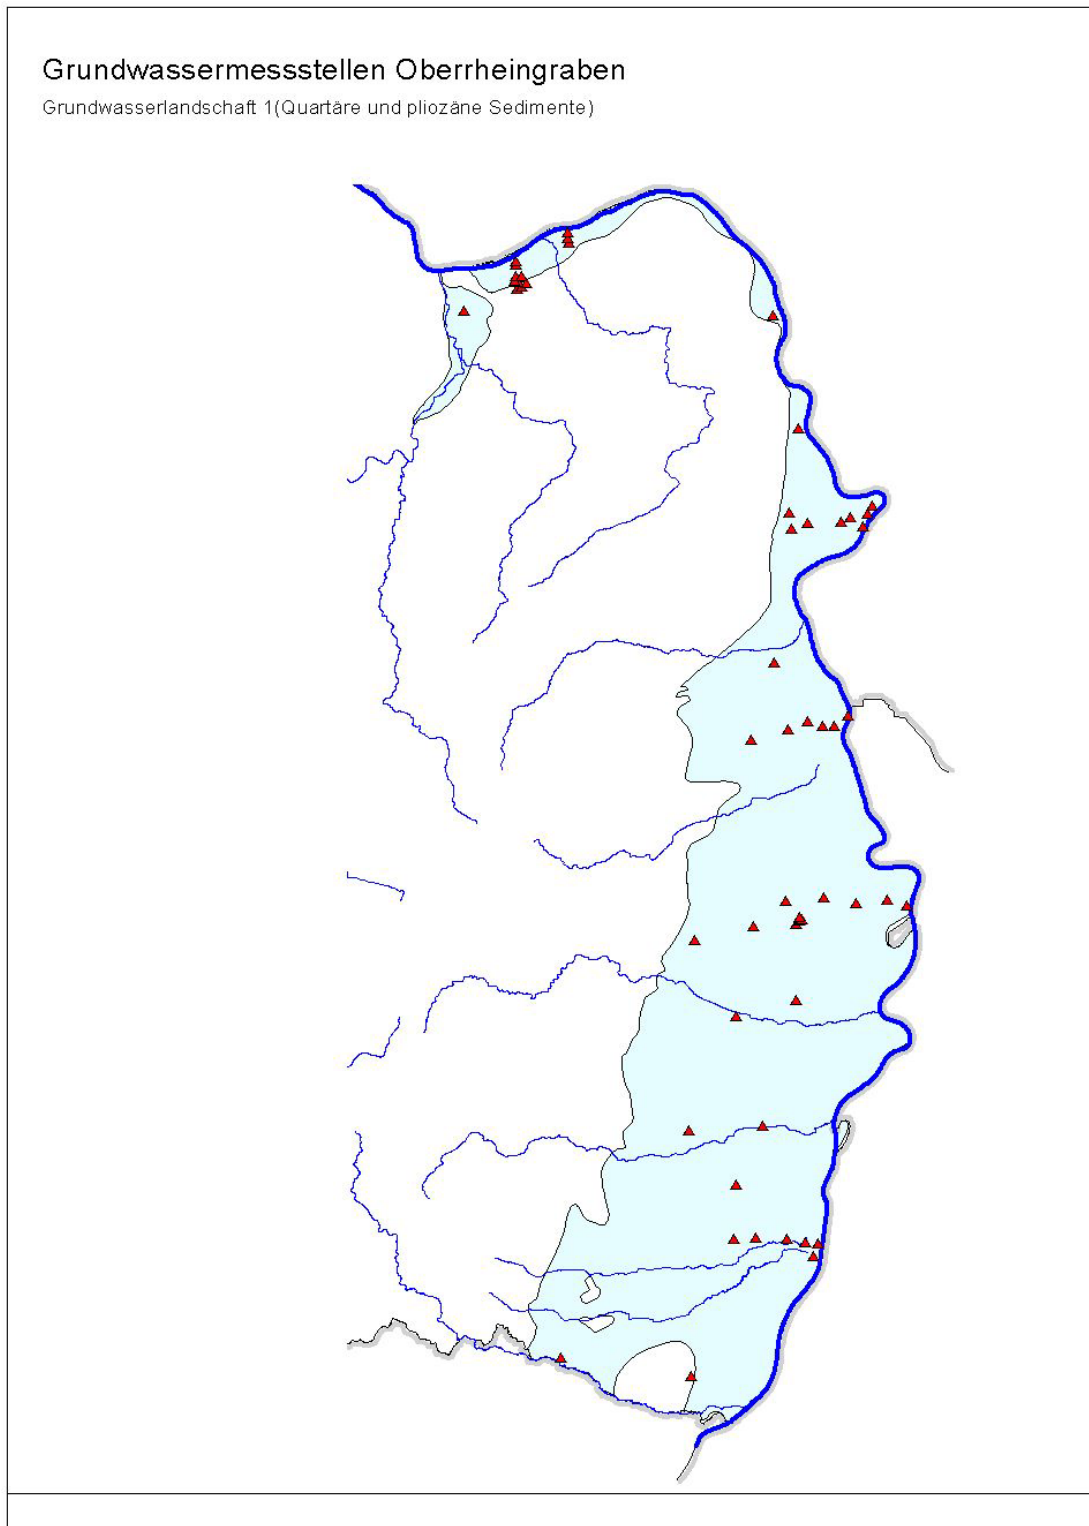 Grundwassermessstellen Oberrheingraben
Grundwasserlandschaft 1(Quartäre und pliozäne Sedimente)